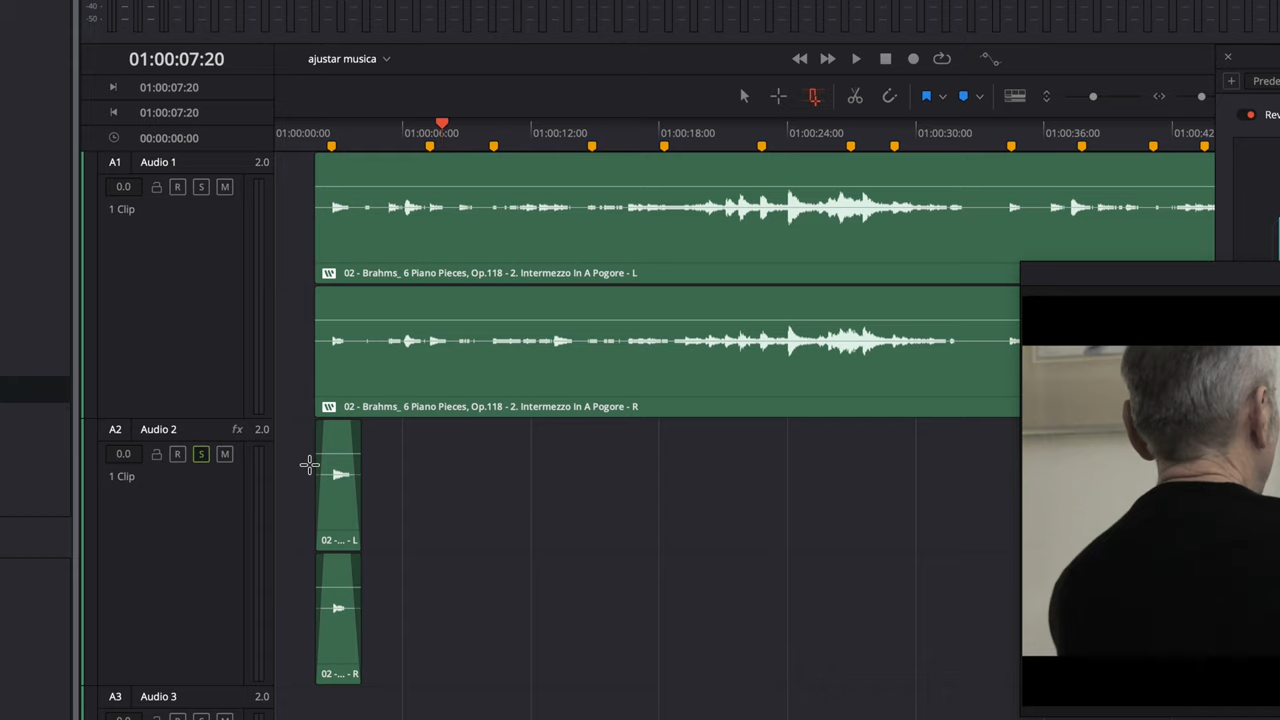 -40
-50
01:00:07:20
ajustar musica
01:00:07:20
01:00:07:20
Prede
00:00:00:00
Rev
01:00:00:00
01:00:06:00
01:00:12:00
01:00:18:00
01:00:24:00
01:00:30:00
01:00:36:00
01:00:42
A1 Audio 1 2.0
0.0 R S M
1 Clip
02 - Brahms_ 6 Piano Pieces, Op.118 - 2. Intermezzo In A Pogore - L
02 - Brahms_ 6 Piano Pieces, Op.118 - 2. Intermezzo In A Pogore - R
A2 Audio 2 fx 2.0
0.0 R S M
1 Clip
02 -... - L
02 -... - R
A3 Audio 3 2.0